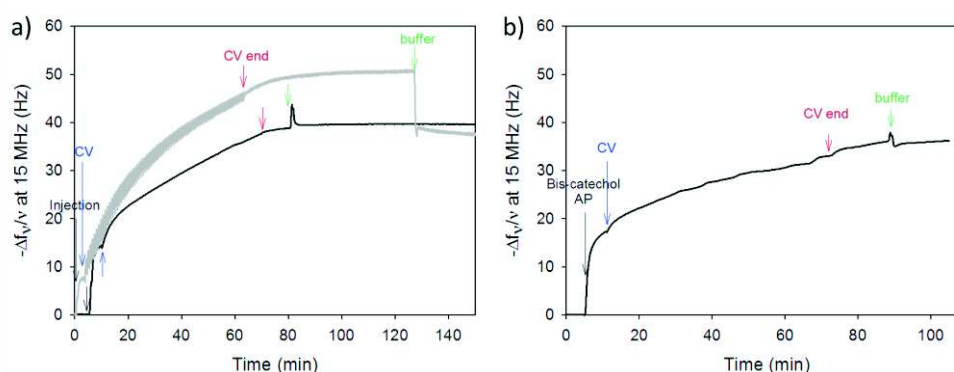 a)
60
50
40
30
20
10
0
-Δfν/ν at 15 MHz (Hz)
CV end
buffer
CV
Injection
0 20 40 60 80 100 120 140
Time (min)
b)
60
50
40
30
20
10
0
-Δfν/ν at 15 MHz (Hz)
CV end
buffer
CV
Bis-catechol
AP
0 20 40 60 80 100
Time (min)